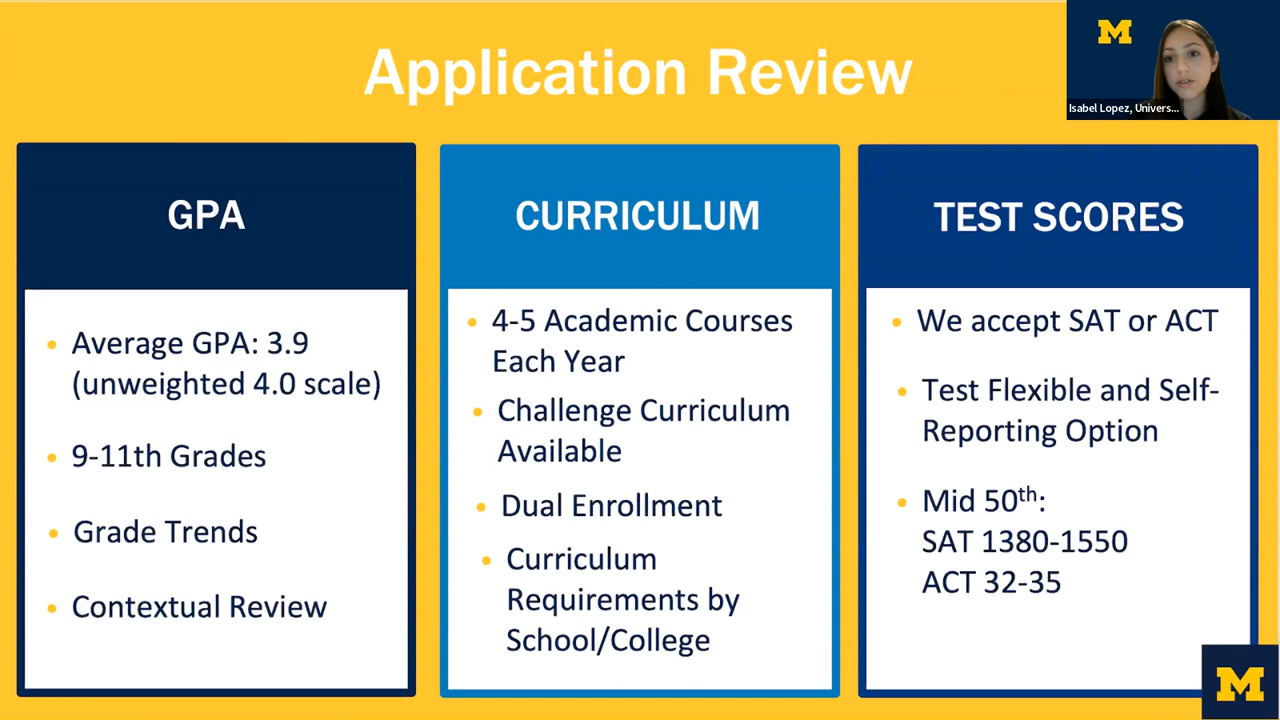 Application Review
M
Isabel Lopez, Univers...
GPA
• Average GPA: 3.9
(unweighted 4.0 scale)
• 9-11th Grades
• Grade Trends
• Contextual Review
CURRICULUM
• 4-5 Academic Courses
Each Year
• Challenge Curriculum
Available
• Dual Enrollment
• Curriculum
Requirements by
School/College
TEST SCORES
• We accept SAT or ACT
• Test Flexible and Self-
Reporting Option
• Mid 50th:
SAT 1380-1550
ACT 32-35
M